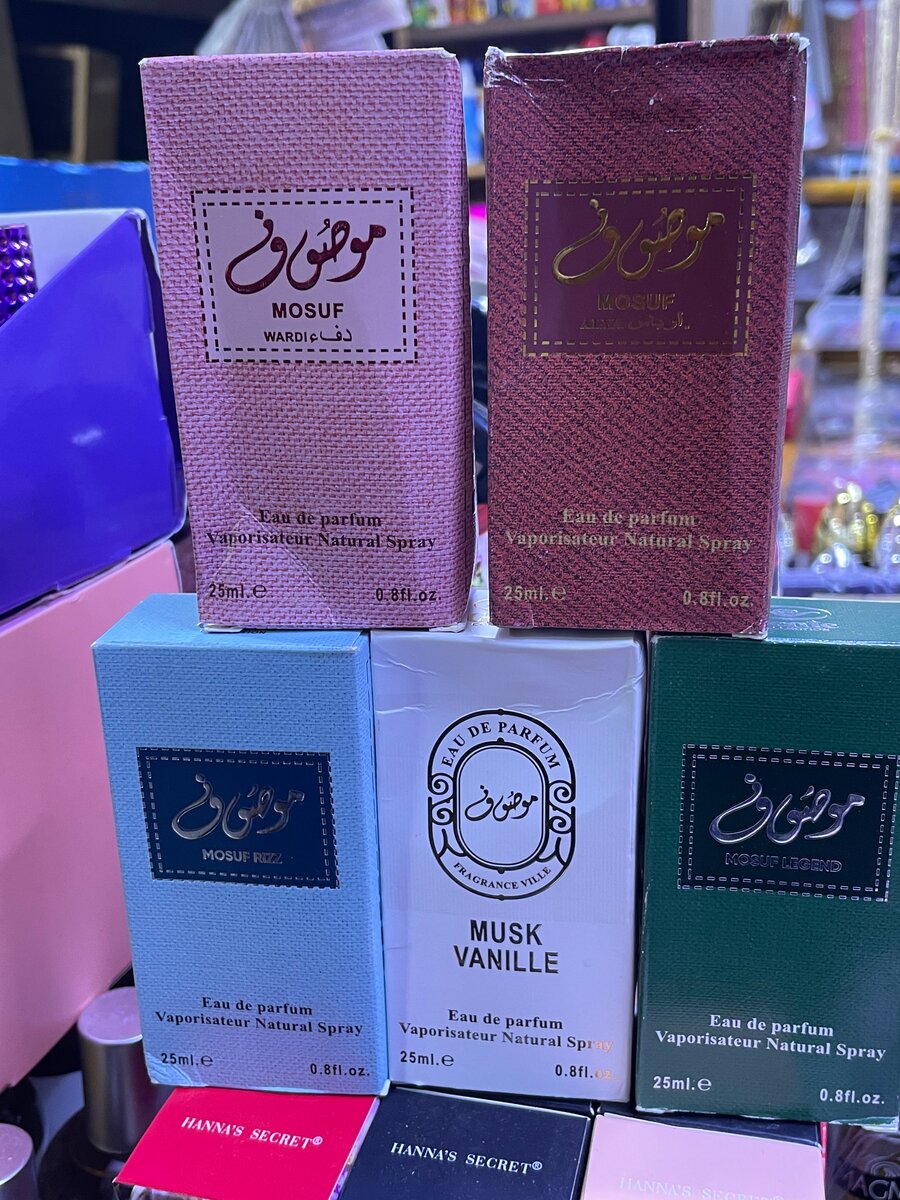 موصوف
MOSUF
WARDI دفء
Eau de parfum
Vaporisateur Natural Spray
25ml.e 0.8fl.oz.
موصوف
MOSUF
Eau de parfum
Vaporisateur Natural Spray
25ml.e 0.8fl.oz.
موصوف
MOSUF RIZZ
Eau de parfum
Vaporisateur Natural Spray
25ml.e 0.8fl.oz.
EAU DE PARFUM
موصوف
FRAGRANCE VILLE
MUSK
VANILLE
Eau de parfum
Vaporisateur Natural Spray
25ml.e 0.8fl.oz
موصوف
MOSUF LEGEND
Eau de parfum
Vaporisateur Natural Spray
25ml.e 0.8fl.oz.
HANNA'S SECRET®
HANNA'S SECRET®
HANNA'S SECRET®